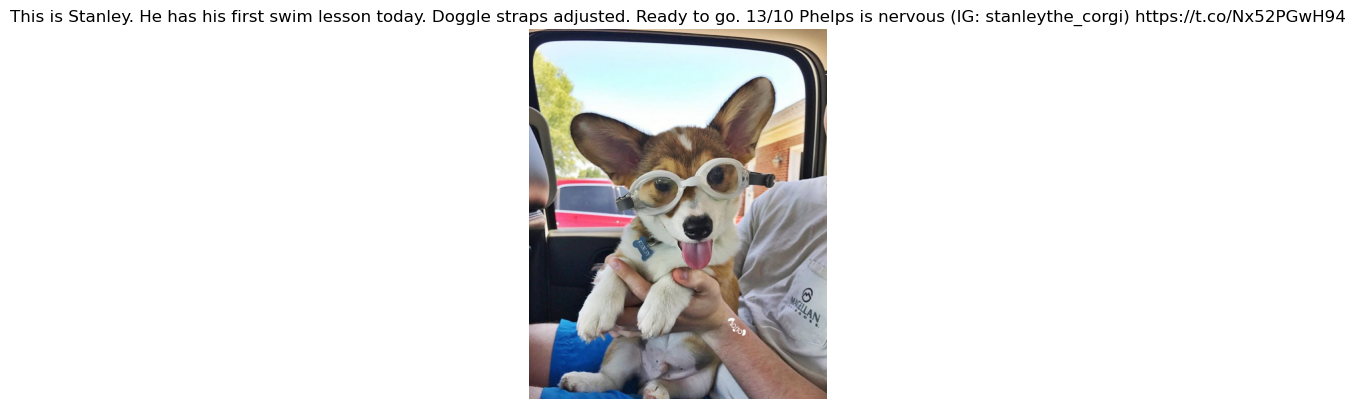 This is Stanley. He has his first swim lesson today. Doggle straps adjusted. Ready to go. 13/10 Phelps is nervous (IG: stanleythe_corgi) https://t.co/Nx52PGwH94
MAGELLAN